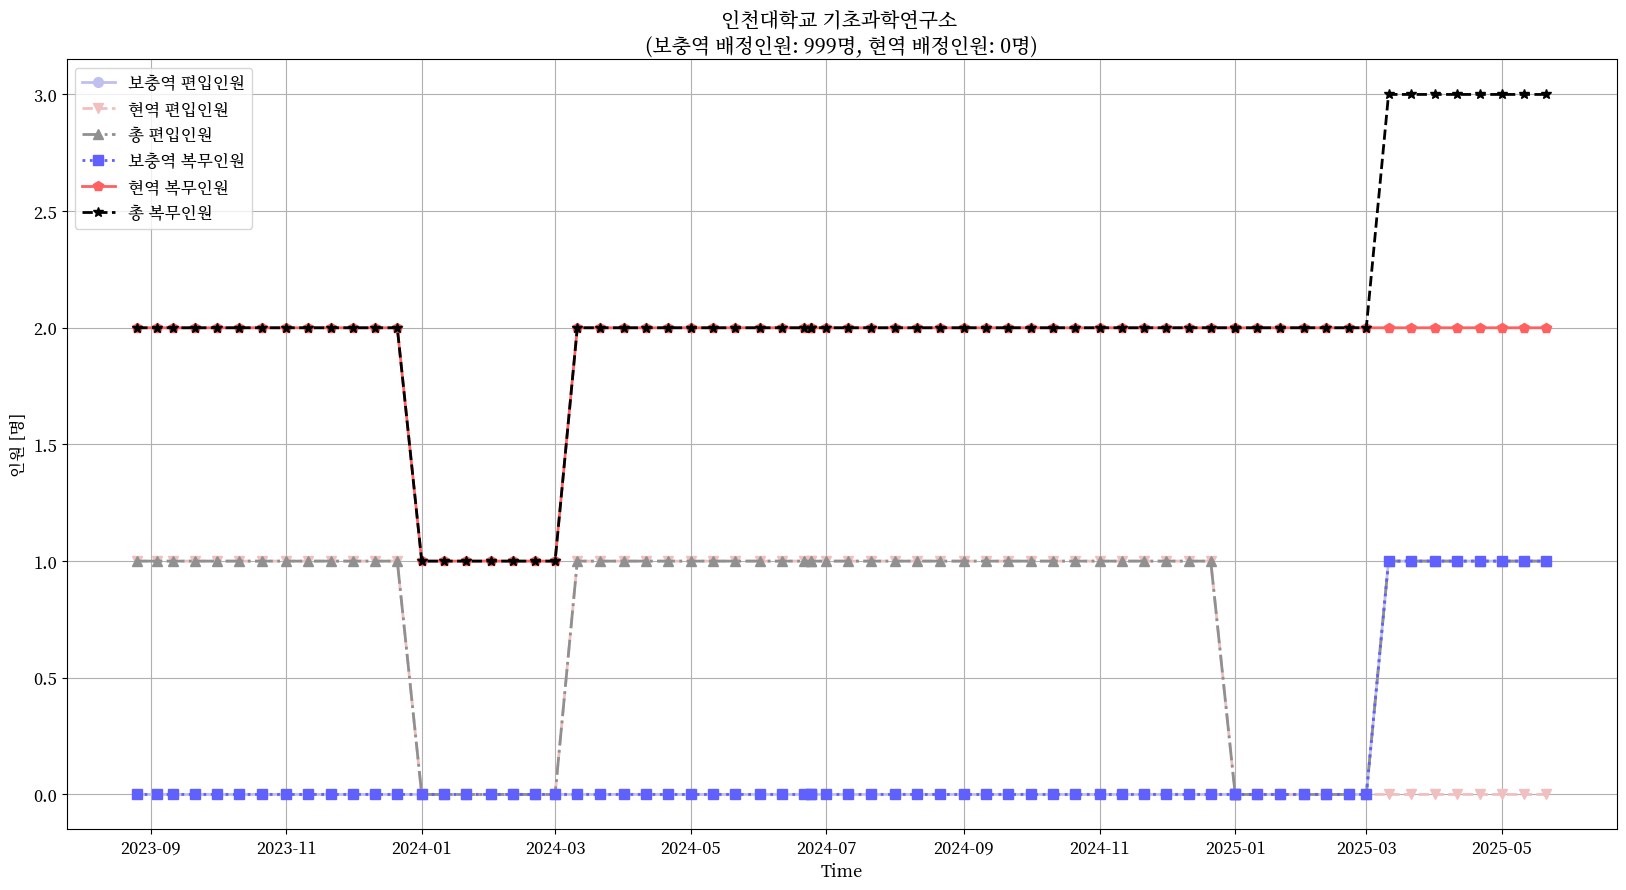 인천대학교 기초과학연구소
(보충역 배정인원: 999명, 현역 배정인원: 0명)
보충역 편입인원
현역 편입인원
총 편입인원
보충역 복무인원
현역 복무인원
총 복무인원
인원 [명]
3.0
2.5
2.0
1.5
1.0
0.5
0.0
2023-09
2023-11
2024-01
2024-03
2024-05
2024-07
2024-09
2024-11
2025-01
2025-03
2025-05
Time